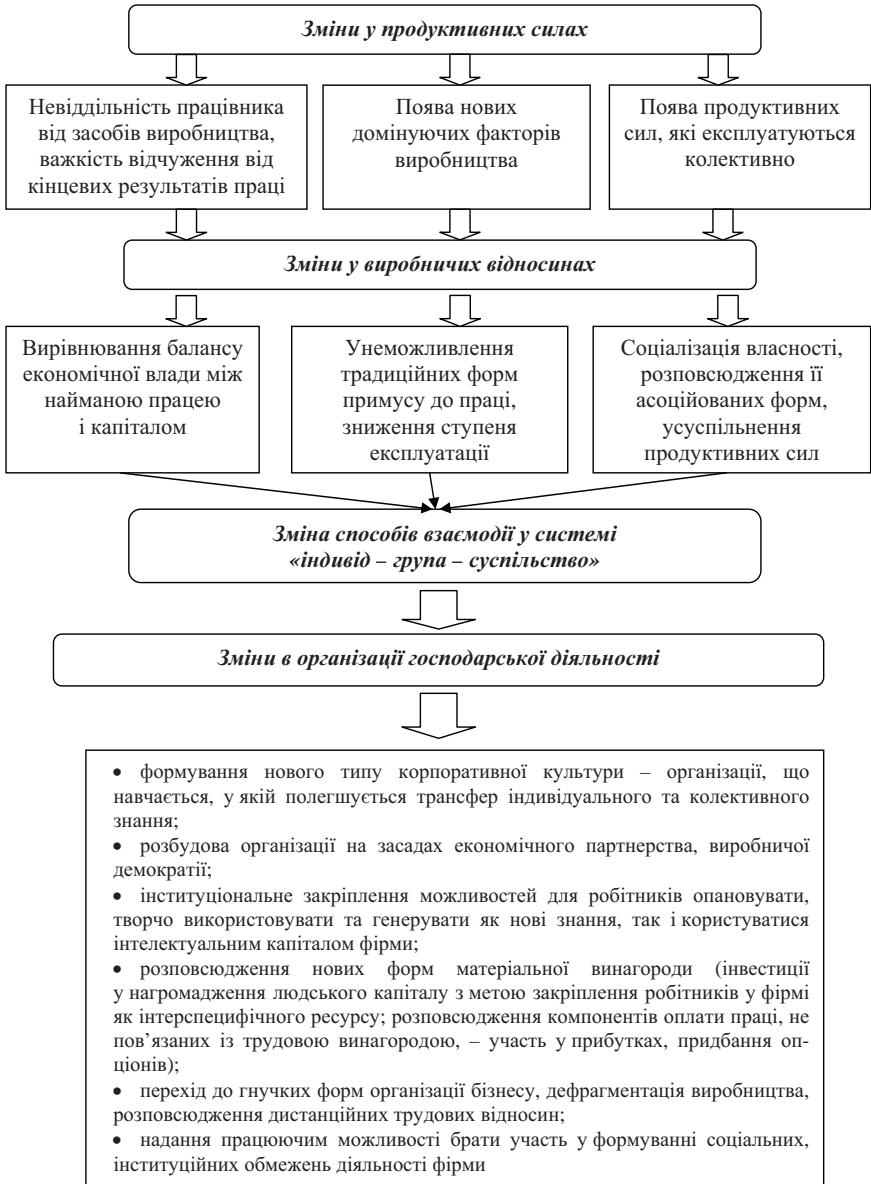 Зміни у продуктивних силах
Невіддільність працівника
від засобів виробництва,
важкість відчуження від
кінцевих результатів праці
Поява нових
домінуючих факторів
виробництва
Поява продуктивних
сил, які експлуатуються
колективно
Зміни у виробничих відносинах
Вирівнювання балансу
економічної влади між
найманою працею
і капіталом
Унеможливлення
традиційних форм
примусу до праці,
зниження ступеня
експлуатації
Соціалізація власності,
розповсюдження її
асоційованих форм,
усуспільнення
продуктивних сил
Зміна способів взаємодії у системі
«індивід – група – суспільство»
Зміни в організації господарської діяльності
• формування нового типу корпоративної культури – організації, що
навчається, у якій полегшується трансфер індивідуального та колективного
знання;
• розбудова організації на засадах економічного партнерства, виробничої
демократії;
• інституціональне закріплення можливостей для робітників опановувати,
творчо використовувати та генерувати як нові знання, так і користуватися
інтелектуальним капіталом фірми;
• розповсюдження нових форм матеріальної винагороди (інвестиції
у нагромадження людського капіталу з метою закріплення робітників у фірмі
як інтерспецифічного ресурсу; розповсюдження компонентів оплати праці, не
пов’язаних із трудовою винагородою, – участь у прибутках, придбання оп-
ціонів);
• перехід до гнучких форм організації бізнесу, дефрагментація виробництва,
розповсюдження дистанційних трудових відносин;
• надання працюючим можливості брати участь у формуванні соціальних,
інституційних обмежень діяльності фірми